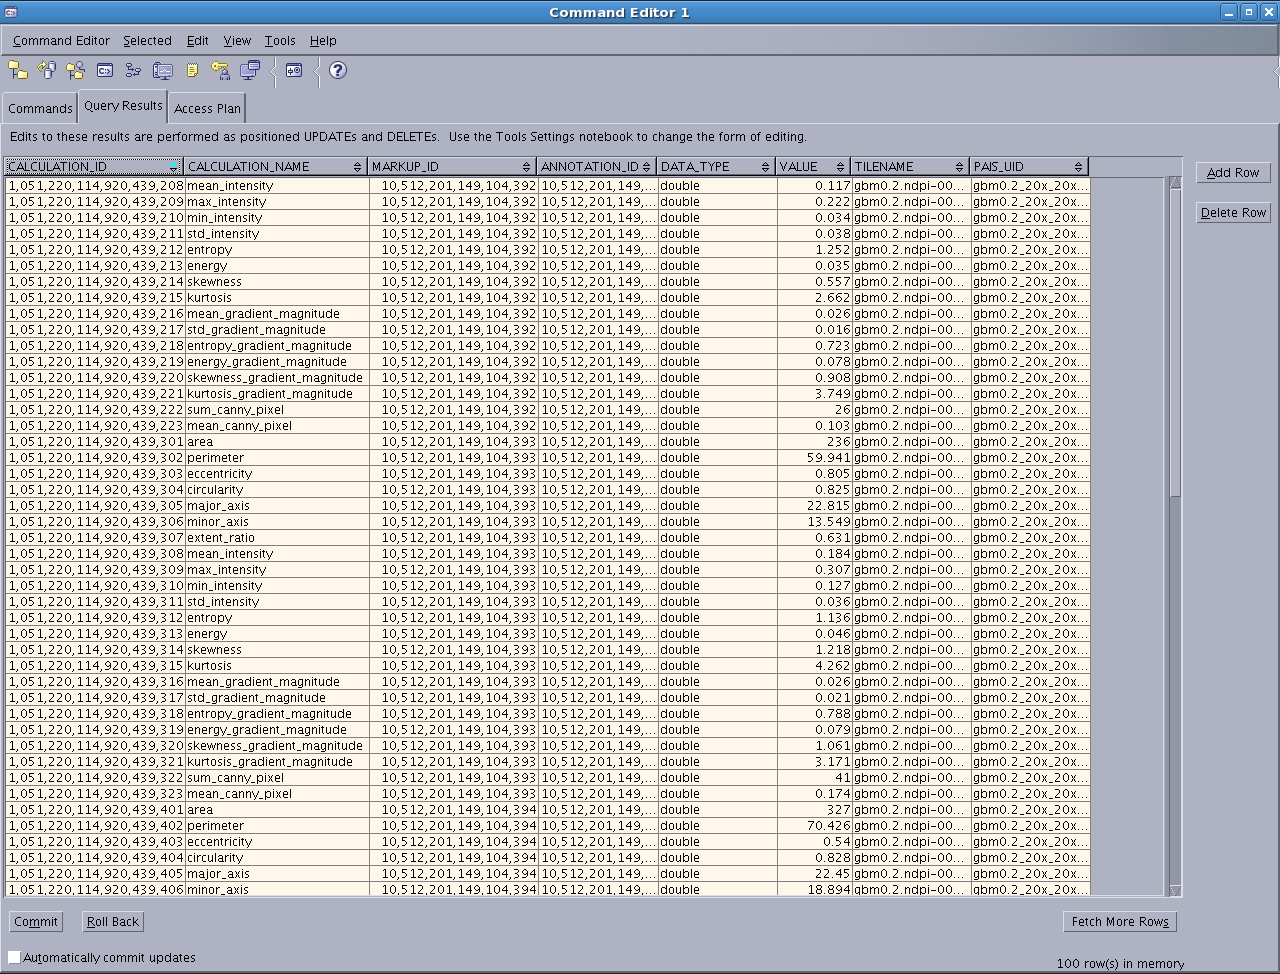 Command Editor 1
Command Editor Selected Edit View Tools Help
Commands Query Results Access Plan
Edits to these results are performed as positioned UPDATEs and DELETEs. Use the Tools Settings notebook to change the form of editing.
CALCULATION_ID CALCULATION_NAME MARKUP_ID ANNOTATION_ID DATA_TYPE VALUE TILENAME PAIS_UID
Add Row
Delete Row
1,051,220,114,920,439,208 mean_intensity 10,512,201,149,104,392 10,512,201,149,... double 0.117 gbm0.2.ndpi-00... gbm0.2_20x_20x...
1,051,220,114,920,439,209 max_intensity 10,512,201,149,104,392 10,512,201,149,... double 0.222 gbm0.2.ndpi-00... gbm0.2_20x_20x...
1,051,220,114,920,439,210 min_intensity 10,512,201,149,104,392 10,512,201,149,... double 0.034 gbm0.2.ndpi-00... gbm0.2_20x_20x...
1,051,220,114,920,439,211 std_intensity 10,512,201,149,104,392 10,512,201,149,... double 0.038 gbm0.2.ndpi-00... gbm0.2_20x_20x...
1,051,220,114,920,439,212 entropy 10,512,201,149,104,392 10,512,201,149,... double 1.252 gbm0.2.ndpi-00... gbm0.2_20x_20x...
1,051,220,114,920,439,213 energy 10,512,201,149,104,392 10,512,201,149,... double 0.035 gbm0.2.ndpi-00... gbm0.2_20x_20x...
1,051,220,114,920,439,214 skewness 10,512,201,149,104,392 10,512,201,149,... double 0.557 gbm0.2.ndpi-00... gbm0.2_20x_20x...
1,051,220,114,920,439,215 kurtosis 10,512,201,149,104,392 10,512,201,149,... double 2.662 gbm0.2.ndpi-00... gbm0.2_20x_20x...
1,051,220,114,920,439,216 mean_gradient_magnitude 10,512,201,149,104,392 10,512,201,149,... double 0.026 gbm0.2.ndpi-00... gbm0.2_20x_20x...
1,051,220,114,920,439,217 std_gradient_magnitude 10,512,201,149,104,392 10,512,201,149,... double 0.016 gbm0.2.ndpi-00... gbm0.2_20x_20x...
1,051,220,114,920,439,218 entropy_gradient_magnitude 10,512,201,149,104,392 10,512,201,149,... double 0.723 gbm0.2.ndpi-00... gbm0.2_20x_20x...
1,051,220,114,920,439,219 energy_gradient_magnitude 10,512,201,149,104,392 10,512,201,149,... double 0.078 gbm0.2.ndpi-00... gbm0.2_20x_20x...
1,051,220,114,920,439,220 skewness_gradient_magnitude 10,512,201,149,104,392 10,512,201,149,... double 0.908 gbm0.2.ndpi-00... gbm0.2_20x_20x...
1,051,220,114,920,439,221 kurtosis_gradient_magnitude 10,512,201,149,104,392 10,512,201,149,... double 3.749 gbm0.2.ndpi-00... gbm0.2_20x_20x...
1,051,220,114,920,439,222 sum_canny_pixel 10,512,201,149,104,392 10,512,201,149,... double 26 gbm0.2.ndpi-00... gbm0.2_20x_20x...
1,051,220,114,920,439,223 mean_canny_pixel 10,512,201,149,104,392 10,512,201,149,... double 0.103 gbm0.2.ndpi-00... gbm0.2_20x_20x...
1,051,220,114,920,439,301 area 10,512,201,149,104,393 10,512,201,149,... double 236 gbm0.2.ndpi-00... gbm0.2_20x_20x...
1,051,220,114,920,439,302 perimeter 10,512,201,149,104,393 10,512,201,149,... double 59.941 gbm0.2.ndpi-00... gbm0.2_20x_20x...
1,051,220,114,920,439,303 eccentricity 10,512,201,149,104,393 10,512,201,149,... double 0.805 gbm0.2.ndpi-00... gbm0.2_20x_20x...
1,051,220,114,920,439,304 circularity 10,512,201,149,104,393 10,512,201,149,... double 0.825 gbm0.2.ndpi-00... gbm0.2_20x_20x...
1,051,220,114,920,439,305 major_axis 10,512,201,149,104,393 10,512,201,149,... double 22.815 gbm0.2.ndpi-00... gbm0.2_20x_20x...
1,051,220,114,920,439,306 minor_axis 10,512,201,149,104,393 10,512,201,149,... double 13.549 gbm0.2.ndpi-00... gbm0.2_20x_20x...
1,051,220,114,920,439,307 extent_ratio 10,512,201,149,104,393 10,512,201,149,... double 0.631 gbm0.2.ndpi-00... gbm0.2_20x_20x...
1,051,220,114,920,439,308 mean_intensity 10,512,201,149,104,393 10,512,201,149,... double 0.184 gbm0.2.ndpi-00... gbm0.2_20x_20x...
1,051,220,114,920,439,309 max_intensity 10,512,201,149,104,393 10,512,201,149,... double 0.307 gbm0.2.ndpi-00... gbm0.2_20x_20x...
1,051,220,114,920,439,310 min_intensity 10,512,201,149,104,393 10,512,201,149,... double 0.127 gbm0.2.ndpi-00... gbm0.2_20x_20x...
1,051,220,114,920,439,311 std_intensity 10,512,201,149,104,393 10,512,201,149,... double 0.036 gbm0.2.ndpi-00... gbm0.2_20x_20x...
1,051,220,114,920,439,312 entropy 10,512,201,149,104,393 10,512,201,149,... double 1.136 gbm0.2.ndpi-00... gbm0.2_20x_20x...
1,051,220,114,920,439,313 energy 10,512,201,149,104,393 10,512,201,149,... double 0.046 gbm0.2.ndpi-00... gbm0.2_20x_20x...
1,051,220,114,920,439,314 skewness 10,512,201,149,104,393 10,512,201,149,... double 1.218 gbm0.2.ndpi-00... gbm0.2_20x_20x...
1,051,220,114,920,439,315 kurtosis 10,512,201,149,104,393 10,512,201,149,... double 4.262 gbm0.2.ndpi-00... gbm0.2_20x_20x...
1,051,220,114,920,439,316 mean_gradient_magnitude 10,512,201,149,104,393 10,512,201,149,... double 0.026 gbm0.2.ndpi-00... gbm0.2_20x_20x...
1,051,220,114,920,439,317 std_gradient_magnitude 10,512,201,149,104,393 10,512,201,149,... double 0.021 gbm0.2.ndpi-00... gbm0.2_20x_20x...
1,051,220,114,920,439,318 entropy_gradient_magnitude 10,512,201,149,104,393 10,512,201,149,... double 0.788 gbm0.2.ndpi-00... gbm0.2_20x_20x...
1,051,220,114,920,439,319 energy_gradient_magnitude 10,512,201,149,104,393 10,512,201,149,... double 0.079 gbm0.2.ndpi-00... gbm0.2_20x_20x...
1,051,220,114,920,439,320 skewness_gradient_magnitude 10,512,201,149,104,393 10,512,201,149,... double 1.061 gbm0.2.ndpi-00... gbm0.2_20x_20x...
1,051,220,114,920,439,321 kurtosis_gradient_magnitude 10,512,201,149,104,393 10,512,201,149,... double 3.171 gbm0.2.ndpi-00... gbm0.2_20x_20x...
1,051,220,114,920,439,322 sum_canny_pixel 10,512,201,149,104,393 10,512,201,149,... double 41 gbm0.2.ndpi-00... gbm0.2_20x_20x...
1,051,220,114,920,439,323 mean_canny_pixel 10,512,201,149,104,393 10,512,201,149,... double 0.174 gbm0.2.ndpi-00... gbm0.2_20x_20x...
1,051,220,114,920,439,401 area 10,512,201,149,104,394 10,512,201,149,... double 327 gbm0.2.ndpi-00... gbm0.2_20x_20x...
1,051,220,114,920,439,402 perimeter 10,512,201,149,104,394 10,512,201,149,... double 70.426 gbm0.2.ndpi-00... gbm0.2_20x_20x...
1,051,220,114,920,439,403 eccentricity 10,512,201,149,104,394 10,512,201,149,... double 0.54 gbm0.2.ndpi-00... gbm0.2_20x_20x...
1,051,220,114,920,439,404 circularity 10,512,201,149,104,394 10,512,201,149,... double 0.828 gbm0.2.ndpi-00... gbm0.2_20x_20x...
1,051,220,114,920,439,405 major_axis 10,512,201,149,104,394 10,512,201,149,... double 22.45 gbm0.2.ndpi-00... gbm0.2_20x_20x...
1,051,220,114,920,439,406 minor_axis 10,512,201,149,104,394 10,512,201,149,... double 18.894 gbm0.2.ndpi-00... gbm0.2_20x_20x...
Commit Roll Back Fetch More Rows
Automatically commit updates
100 row(s) in memory